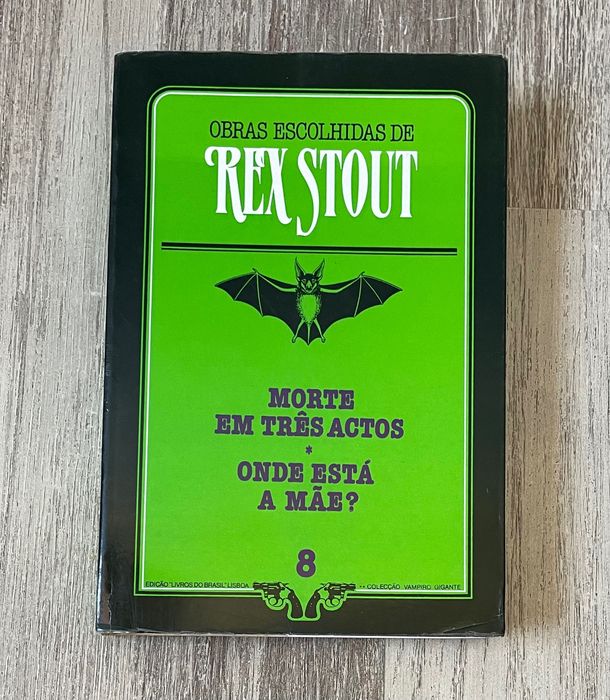 OBRAS ESCOLHIDAS DE
REX STOUT
MORTE
EM TRÊS ACTOS
*
ONDE ESTÁ
A MÃE?
8
EDIÇÃO "LIVROS DO BRASIL" LISBOA
COLECÇÃO VAMPIRO GIGANTE